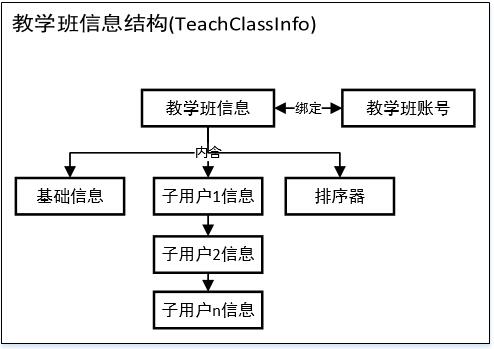 教学班信息结构(TeachClassInfo)
教学班信息
绑定
教学班账号
内含
基础信息
子用户1信息
排序器
子用户2信息
子用户n信息